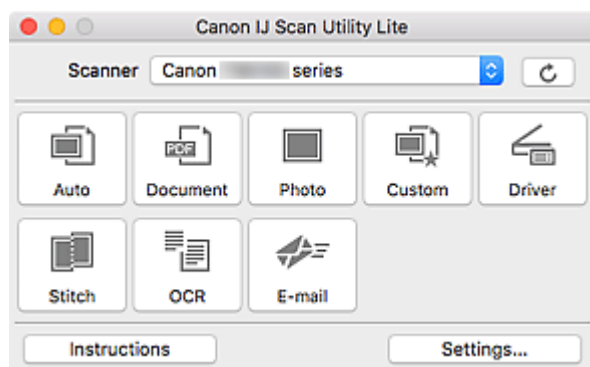 Canon IJ Scan Utility Lite
Scanner Canon series
Auto Document Photo Custom Driver
PDF
Stitch OCR E-mail
Instructions Settings...